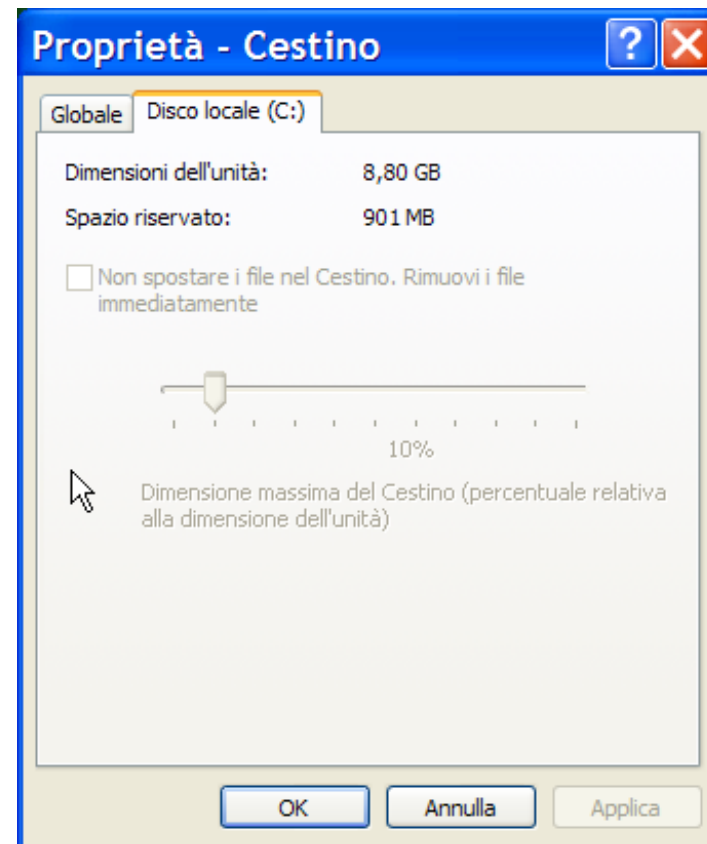 Proprietà - Cestino
Globale
Disco locale (C:)
Dimensioni dell'unità: 8,80 GB
Spazio riservato: 901 MB
Non spostare i file nel Cestino. Rimuovi i file
immediatamente
10%
Dimensione massima del Cestino (percentuale relativa
alla dimensione dell'unità)
OK Annulla Applica